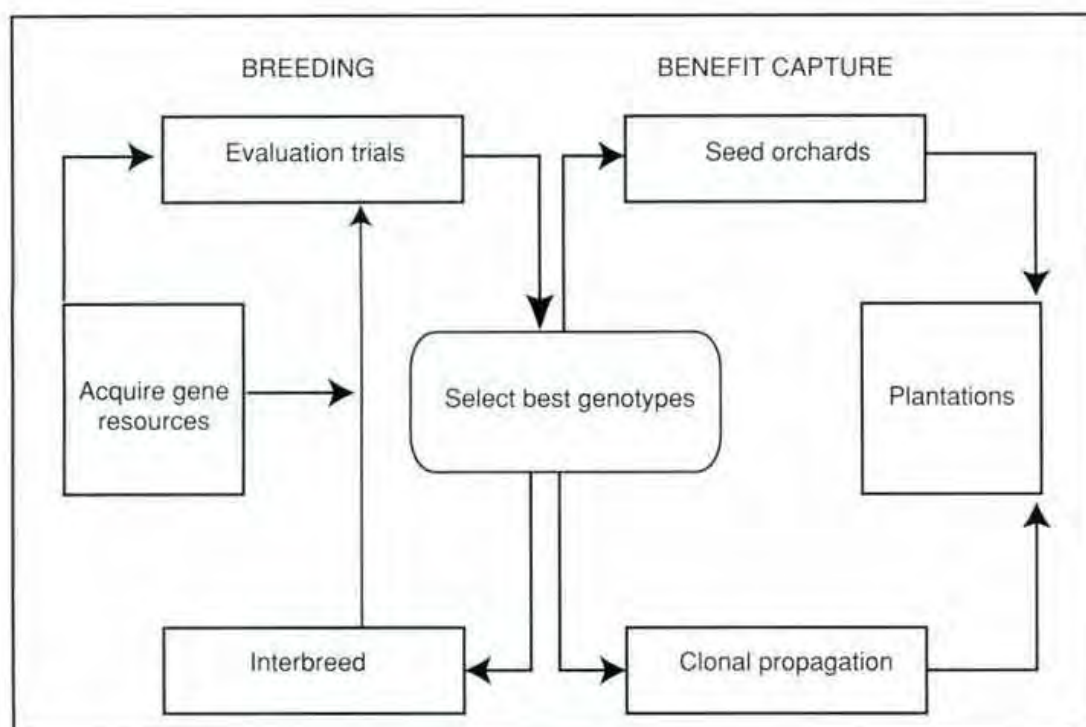 BREEDING
BENEFIT CAPTURE
Evaluation trials
Seed orchards
Acquire gene
resources
Select best genotypes
Plantations
Interbreed
Clonal propagation